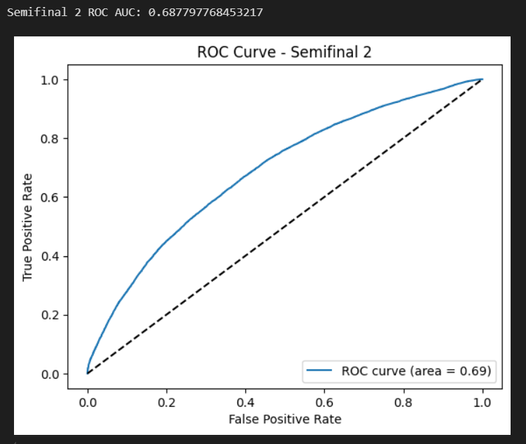 Semifinal 2 ROC AUC: 0.687797768453217
ROC Curve - Semifinal 2
1.0
0.8
0.6
0.4
0.2
0.0
True Positive Rate
ROC curve (area = 0.69)
0.0 0.2 0.4 0.6 0.8 1.0
False Positive Rate